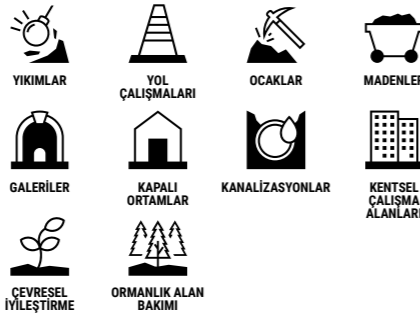 YIKIMLAR
YOL
ÇALIŞMALARI
OCAKLAR
MADENLER
GALERİLER
KAPALI
ORTAMLAR
KANALİZASYONLAR
KENTSEL
ÇALIŞMA
ALANLARI
ÇEVRESEL
İYİLEŞTİRME
ORMANLIK ALAN
BAKIMI